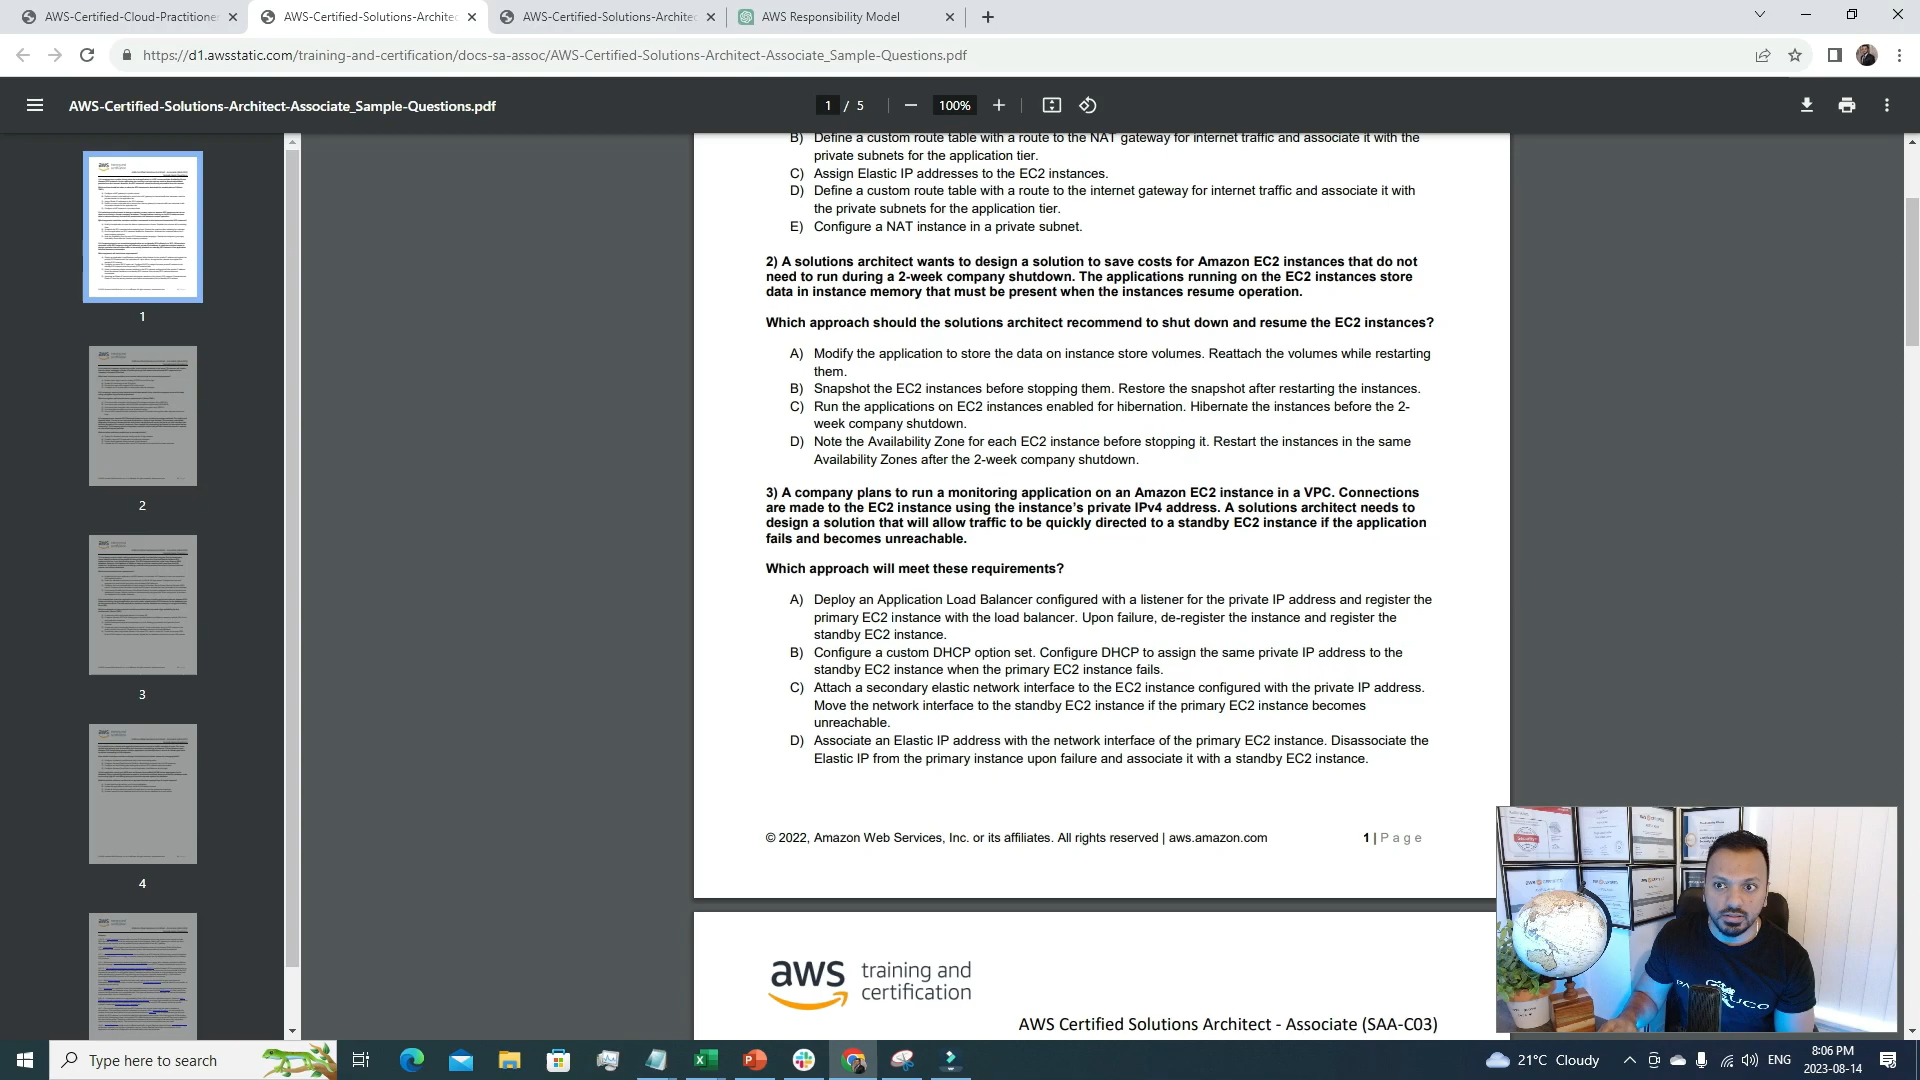 AWS-Certified-Cloud-Practitioner
AWS-Certified-Solutions-Architec
AWS-Certified-Solutions-Architec
AWS Responsibility Model
https://d1.awsstatic.com/training-and-certification/docs-sa-assoc/AWS-Certified-Solutions-Architect-Associate_Sample-Questions.pdf
AWS-Certified-Solutions-Architect-Associate_Sample-Questions.pdf
1 / 5
100%
1
2
3
4
B) Define a custom route table with a route to the NAT gateway for internet traffic and associate it with the
private subnets for the application tier.
C) Assign Elastic IP addresses to the EC2 instances.
D) Define a custom route table with a route to the internet gateway for internet traffic and associate it with
the private subnets for the application tier.
E) Configure a NAT instance in a private subnet.
2) A solutions architect wants to design a solution to save costs for Amazon EC2 instances that do not
need to run during a 2-week company shutdown. The applications running on the EC2 instances store
data in instance memory that must be present when the instances resume operation.
Which approach should the solutions architect recommend to shut down and resume the EC2 instances?
A) Modify the application to store the data on instance store volumes. Reattach the volumes while restarting
them.
B) Snapshot the EC2 instances before stopping them. Restore the snapshot after restarting the instances.
C) Run the applications on EC2 instances enabled for hibernation. Hibernate the instances before the 2-
week company shutdown.
D) Note the Availability Zone for each EC2 instance before stopping it. Restart the instances in the same
Availability Zones after the 2-week company shutdown.
3) A company plans to run a monitoring application on an Amazon EC2 instance in a VPC. Connections
are made to the EC2 instance using the instance's private IPv4 address. A solutions architect needs to
design a solution that will allow traffic to be quickly directed to a standby EC2 instance if the application
fails and becomes unreachable.
Which approach will meet these requirements?
A) Deploy an Application Load Balancer configured with a listener for the private IP address and register the
primary EC2 instance with the load balancer. Upon failure, de-register the instance and register the
standby EC2 instance.
B) Configure a custom DHCP option set. Configure DHCP to assign the same private IP address to the
standby EC2 instance when the primary EC2 instance fails.
C) Attach a secondary elastic network interface to the EC2 instance configured with the private IP address.
Move the network interface to the standby EC2 instance if the primary EC2 instance becomes
unreachable.
D) Associate an Elastic IP address with the network interface of the primary EC2 instance. Disassociate the
Elastic IP from the primary instance upon failure and associate it with a standby EC2 instance.
© 2022, Amazon Web Services, Inc. or its affiliates. All rights reserved | aws.amazon.com
1 | Page
aws training and
certification
AWS Certified Solutions Architect - Associate (SAA-C03)
Type here to search
21°C Cloudy
ENG
8:06 PM
2023-08-14